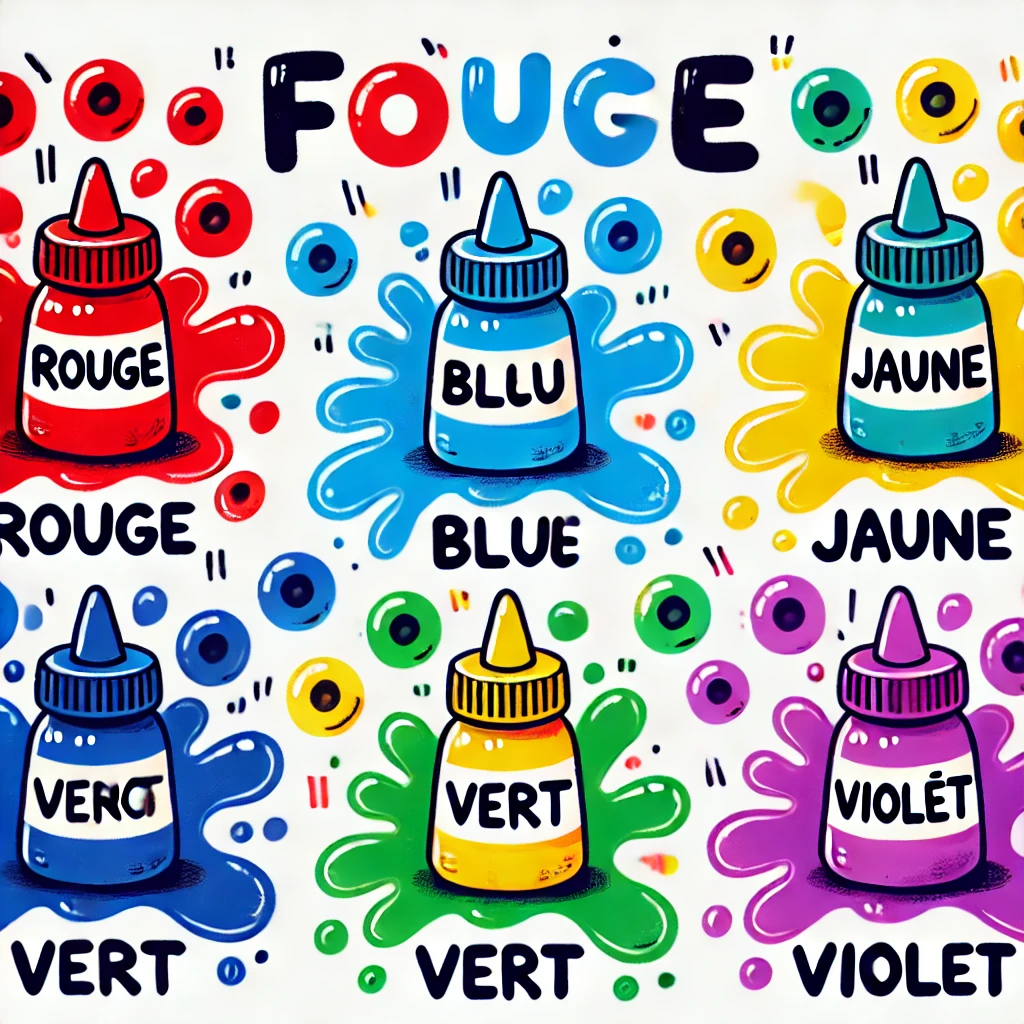 "FOUGE"
ROUGE
BLLU
JAUNE
ROUGE
BLUE
JAUNE
VERT
VIOLÉT
VERT
VERT
VIOLET